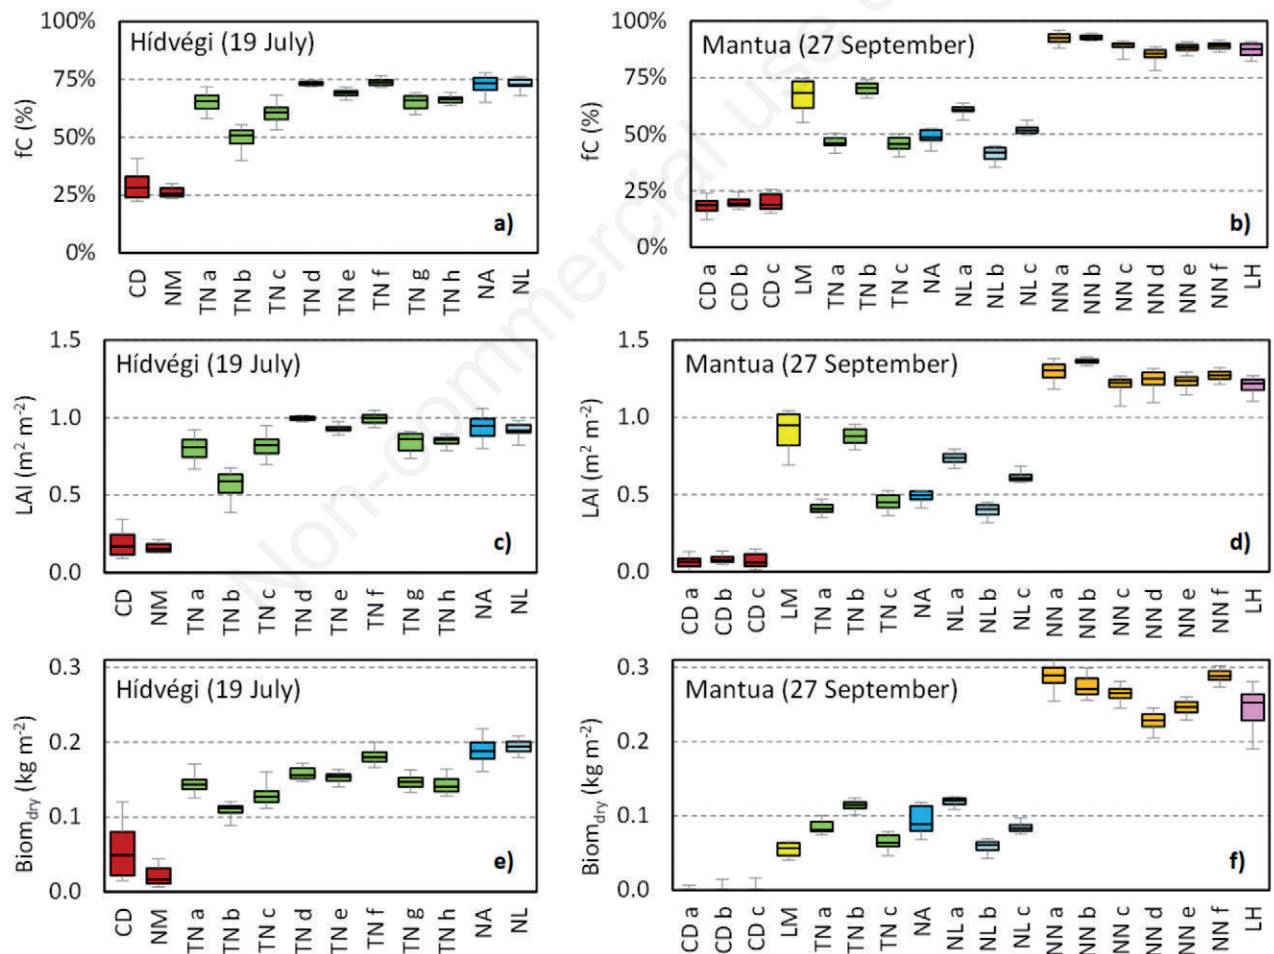 Non-commercial use
100%
75%
50%
25%
0%
fC (%)
Hídvégi (19 July)
a)
CD
NM
TN a
TN b
TN c
TN d
TN e
TN f
TN g
TN h
NA
NL
100%
75%
50%
25%
0%
fC (%)
Mantua (27 September)
b)
CD a
CD b
CD c
LM
TN a
TN b
TN c
NA
NL a
NL b
NL c
NN a
NN b
NN c
NN d
NN e
NN f
LH
1.5
1.0
0.5
0.0
LAI (m² m⁻²)
Hídvégi (19 July)
c)
CD
NM
TN a
TN b
TN c
TN d
TN e
TN f
TN g
TN h
NA
NL
1.5
1.0
0.5
0.0
LAI (m² m⁻²)
Mantua (27 September)
d)
CD a
CD b
CD c
LM
TN a
TN b
TN c
NA
NL a
NL b
NL c
NN a
NN b
NN c
NN d
NN e
NN f
LH
0.3
0.2
0.1
0.0
Biom_dry (kg m⁻²)
Hídvégi (19 July)
e)
CD
NM
TN a
TN b
TN c
TN d
TN e
TN f
TN g
TN h
NA
NL
0.3
0.2
0.1
0.0
Biom_dry (kg m⁻²)
Mantua (27 September)
f)
CD a
CD b
CD c
LM
TN a
TN b
TN c
NA
NL a
NL b
NL c
NN a
NN b
NN c
NN d
NN e
NN f
LH